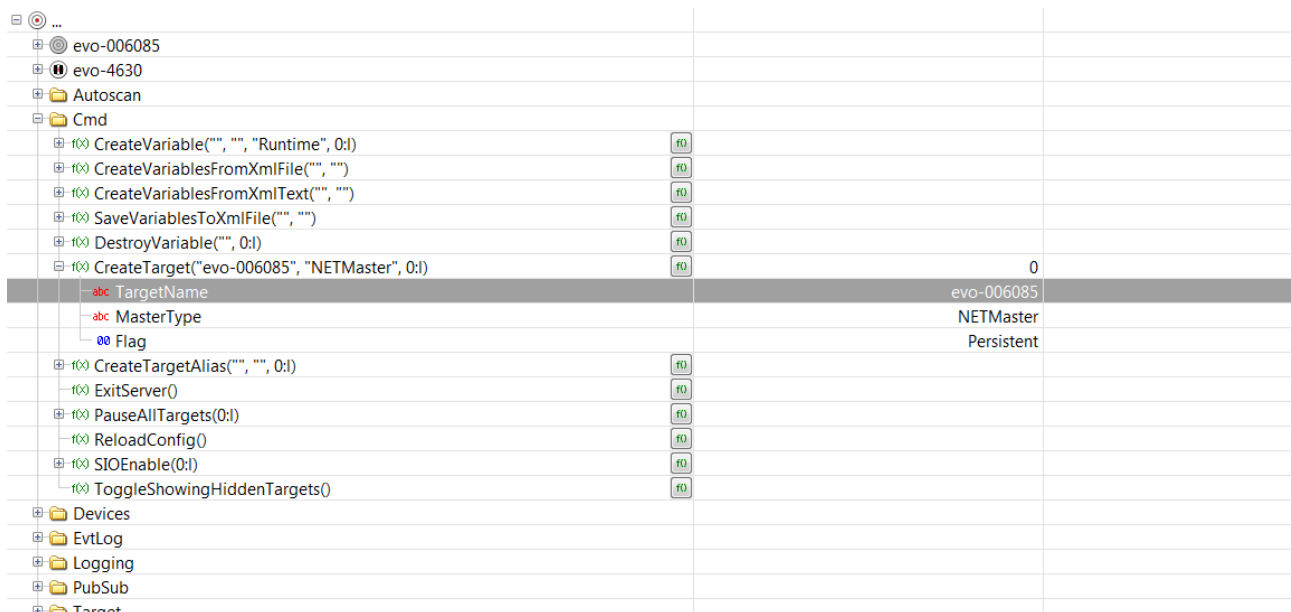 ...
evo-006085
evo-4630
Autoscan
Cmd
f(x) CreateVariable("", "", "Runtime", 0:I) f()
f(x) CreateVariablesFromXmlFile("", "") f()
f(x) CreateVariablesFromXmlText("", "") f()
f(x) SaveVariablesToXmlFile("", "") f()
f(x) DestroyVariable("", 0:I) f()
f(x) CreateTarget("evo-006085", "NETMaster", 0:I) f() 0
abc TargetName evo-006085
abc MasterType NETMaster
00 Flag Persistent
f(x) CreateTargetAlias("", "", 0:I) f()
f(x) ExitServer() f()
f(x) PauseAllTargets(0:I) f()
f(x) ReloadConfig() f()
f(x) SIOEnable(0:I) f()
f(x) ToggleShowingHiddenTargets() f()
Devices
EvtLog
Logging
PubSub
Target